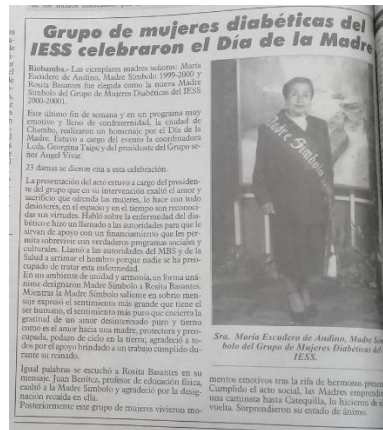 Grupo de mujeres diabéticas del
IESS celebraron el Día de la Madre
Riobamba.- Las ejemplares madres señoras: María
Escudero de Andino, Madre Símbolo 1999-2000 y
Rosita Basantes fue elegida como la nueva Madre
Símbolo del Grupo de Mujeres Diabéticas del IESS
2000-20001.
Este último fin de semana y en un programa muy
emotivo y lleno de confraternidad, la ciudad de
Chambo, realizaron un homenaje por el Día de la
Madre. Estuvo a cargo del evento la coordinadora
Lcda. Georgina Taipe y del presidente del Grupo se-
ñor Angel Vivar.
23 damas se dieron cita a esta celebración.
La presentación del acto estuvo a cargo del presiden-
te del grupo que en su intervención exaltó el amor y
sacrificio que ofrenda las mujeres, lo hace con todo
desinterés, en el espacio y en el tiempo son reconoci-
das sus virtudes. Habló sobre la enfermedad del dia-
bético e hizo un llamado a las autoridades para que le
sirvan de apoyo con un financiamiento que les per-
mita sobrevivir con verdaderos programas sociales y
culturales. Llamó a las autoridades del MBS y de la
Salud a arrimar el hombro porque nadie se ha preo-
cupado de tratar esta enfermedad.
En un ambiente de unidad y armonía, en forma uná-
nime designaron Madre Símbolo a Rosita Basantes.
Mientras la Madre Símbolo saliente en sobrio men-
saje expresó el sentimiento más grande que tiene el
ser humano, el sentimiento más puro que encierra la
gratitud de un amor desinteresado puro y tierno
como es el amor hacia una madre, protectora y preo-
cupada, pedazo de cielo en la tierra; agradeció a to-
dos por el apoyo brindado a un trabajo cumplido du-
rante su reinado.
Igual palabras se escuchó a Rosita Basantes en su
mensaje. Juan Benítez, profesor de educación física,
exaltó a la Madre Símbolo y agradeció por la desig-
nación recaída en ella.
Posteriormente este grupo de mujeres vivieron mo-
Madre Símbolo
Sra. María Escudero de Andino, Madre Sím-
bolo del Grupo de Mujeres Diabéticas del
IESS.
mentos emotivos tras la rifa de hermosos
Cumplido el acto social, las Madres
una caminata hasta Catequilla, lo hicieron de
vuelta. Sorprendieron su estado de ánimo.